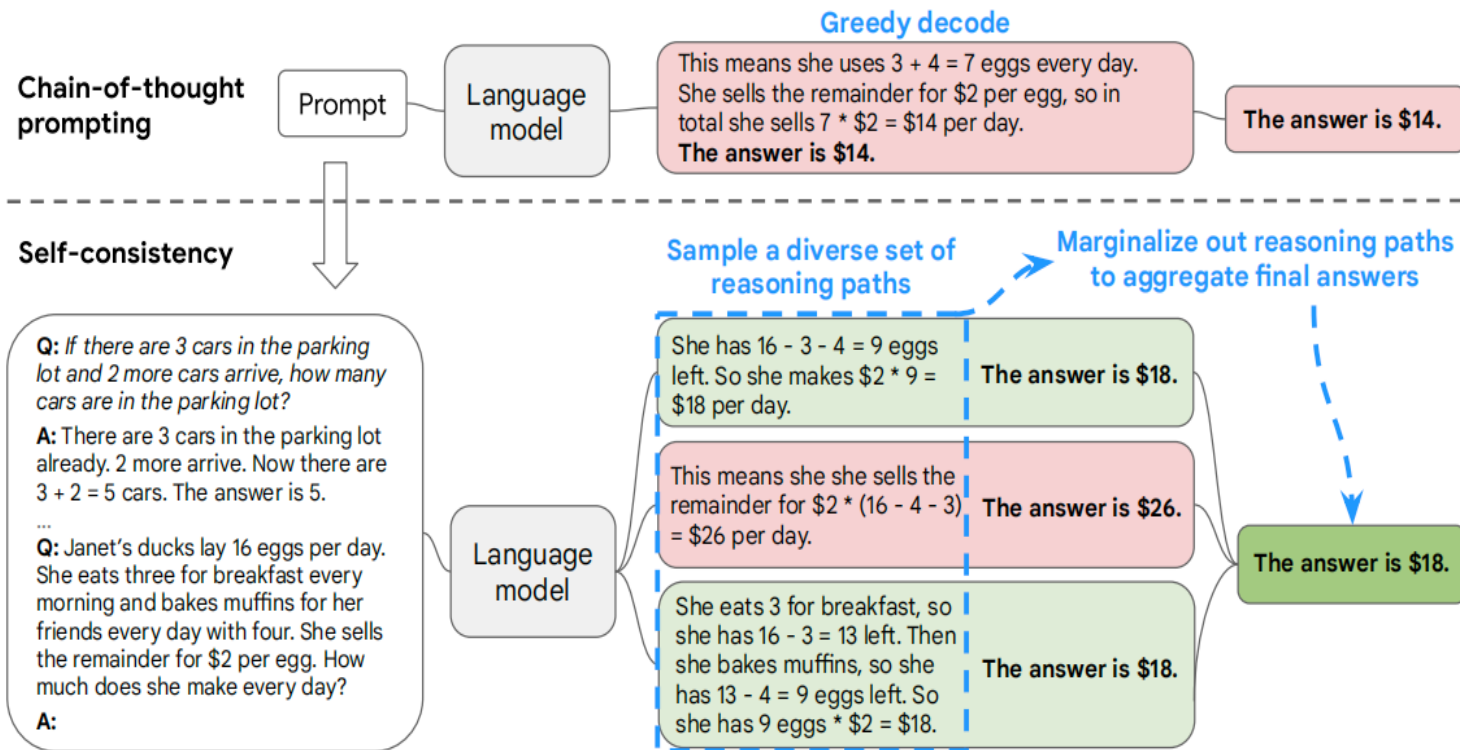 Greedy decode
Chain-of-thought
prompting
Prompt
Language
model
This means she uses 3 + 4 = 7 eggs every day.
She sells the remainder for $2 per egg, so in
total she sells 7 * $2 = $14 per day.
The answer is $14.
The answer is $14.
Self-consistency
Sample a diverse set of
reasoning paths
Marginalize out reasoning paths
to aggregate final answers
Q: If there are 3 cars in the parking
lot and 2 more cars arrive, how many
cars are in the parking lot?
A: There are 3 cars in the parking lot
already. 2 more arrive. Now there are
3 + 2 = 5 cars. The answer is 5.
...
Q: Janet's ducks lay 16 eggs per day.
She eats three for breakfast every
morning and bakes muffins for her
friends every day with four. She sells
the remainder for $2 per egg. How
much does she make every day?
A:
Language
model
She has 16 - 3 - 4 = 9 eggs
left. So she makes $2 * 9 =
$18 per day.
The answer is $18.
This means she she sells the
remainder for $2 * (16 - 4 - 3)
= $26 per day.
The answer is $26.
She eats 3 for breakfast, so
she has 16 - 3 = 13 left. Then
she bakes muffins, so she
has 13 - 4 = 9 eggs left. So
she has 9 eggs * $2 = $18.
The answer is $18.
The answer is $18.